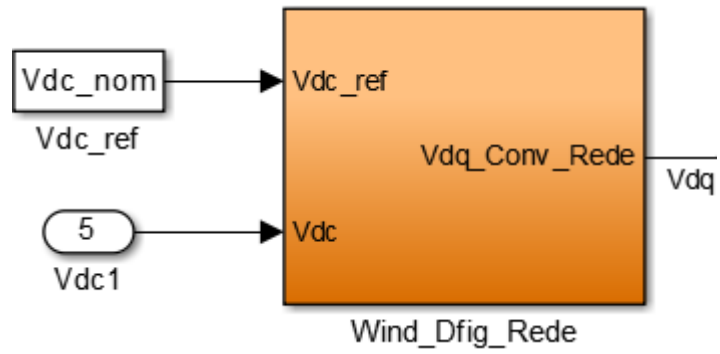 Vdc_nom
Vdc_ref
Vdc_ref
Vdq_Conv_Rede
Vdq
5
Vdc
Vdc1
Wind_Dfig_Rede